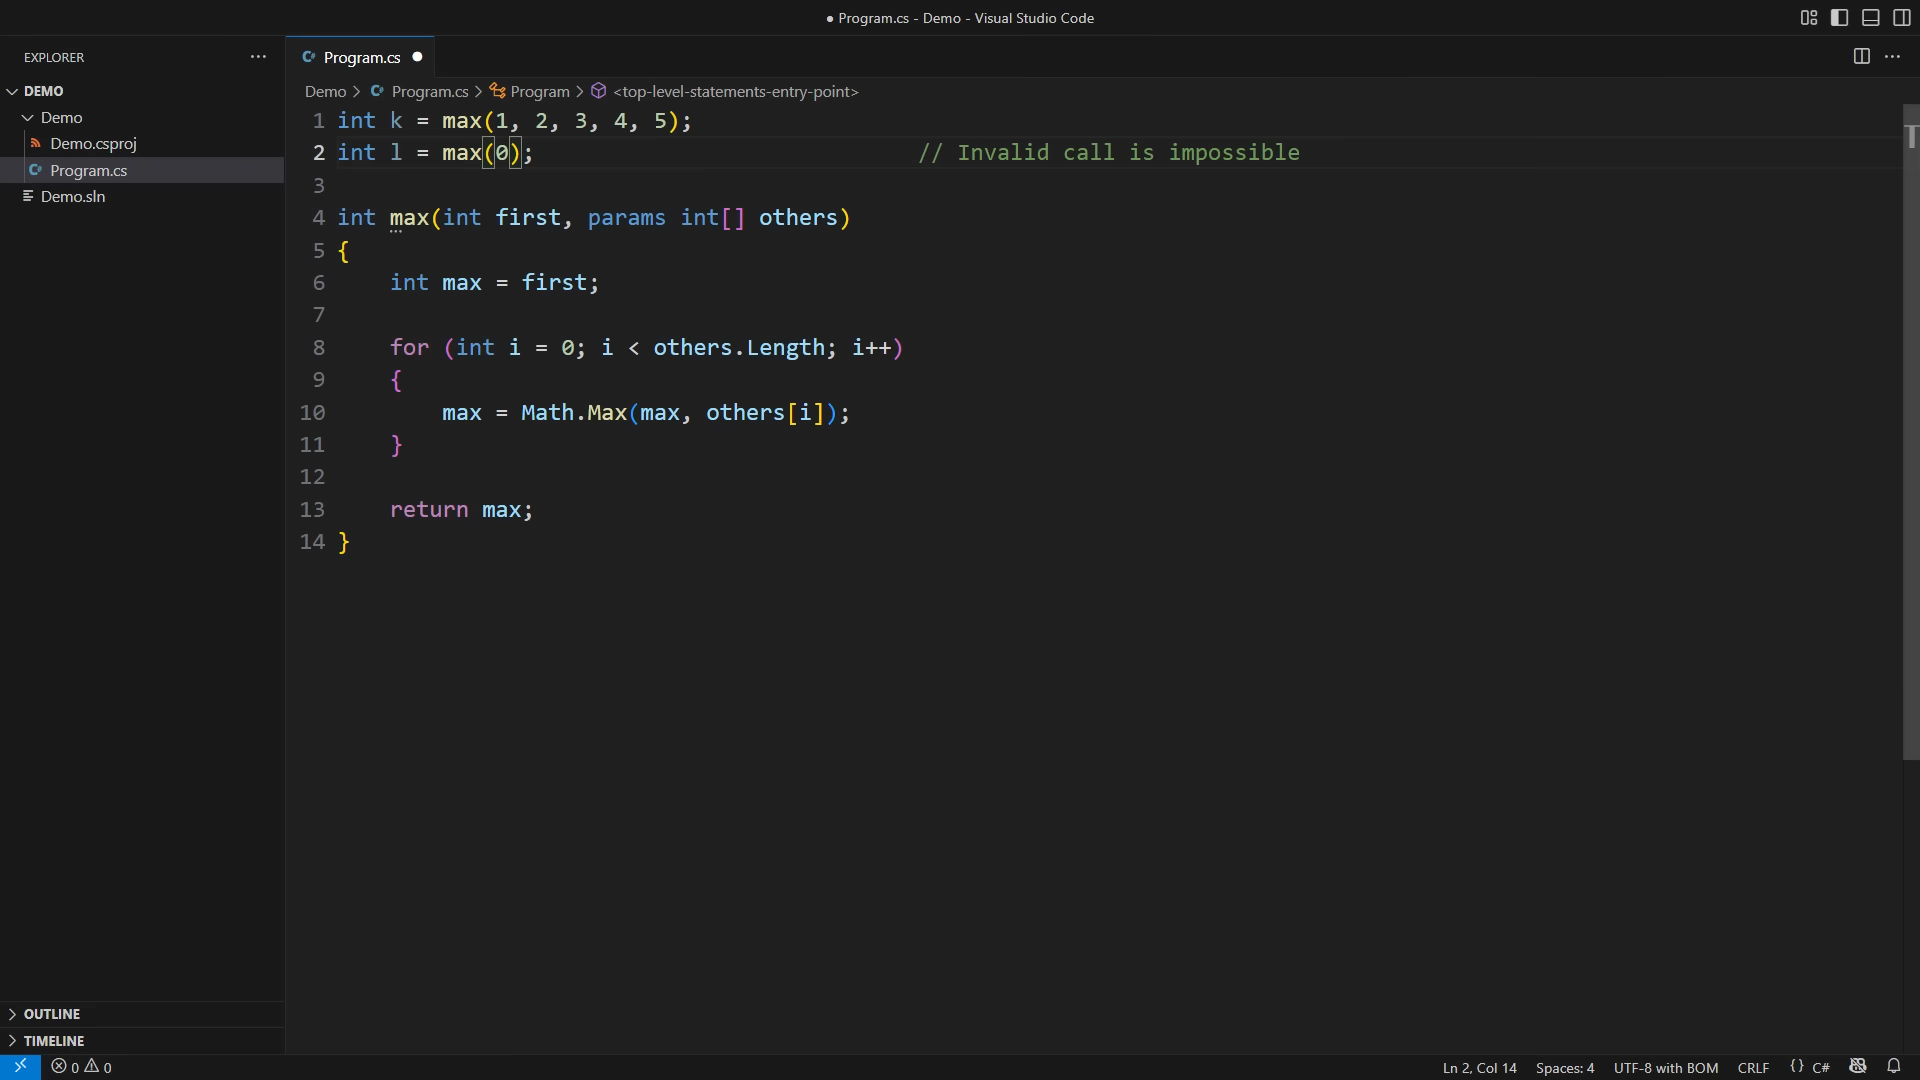 ● Program.cs - Demo - Visual Studio Code
EXPLORER
DEMO
Demo
Demo.csproj
Program.cs
Demo.sln
OUTLINE
TIMELINE
C# Program.cs
Demo > C# Program.cs > Program > <top-level-statements-entry-point>
1 int k = max(1, 2, 3, 4, 5);
2 int l = max(0); // Invalid call is impossible
3
4 int max(int first, params int[] others)
5 {
6 int max = first;
7
8 for (int i = 0; i < others.Length; i++)
9 {
10 max = Math.Max(max, others[i]);
11 }
12
13 return max;
14 }
0 0 Ln 2, Col 14 Spaces: 4 UTF-8 with BOM CRLF {} C#